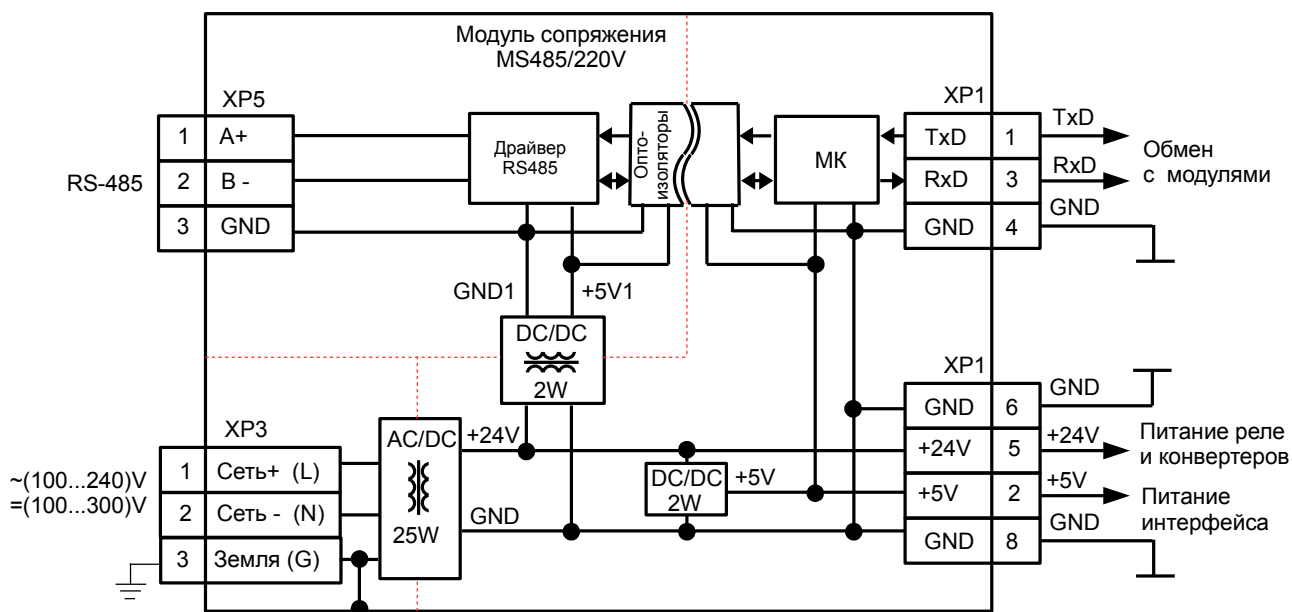 Модуль сопряжения
MS485/220V
XP5
1 A+
2 B -
3 GND
RS-485
Драйвер
RS485
Опто-
изоляторы
МК
XP1
TxD 1 TxD
RxD 3 RxD
GND 4 GND
Обмен
с модулями
GND1 +5V1
DC/DC
2W
XP3
1 Сеть+ (L)
2 Сеть - (N)
3 Земля (G)
~(100...240)V
=(100...300)V
AC/DC
25W
+24V
GND
DC/DC
2W
+5V
XP1
GND 6 GND
+24V 5 +24V
+5V 2 +5V
GND 8 GND
Питание реле
и конвертеров
Питание
интерфейса